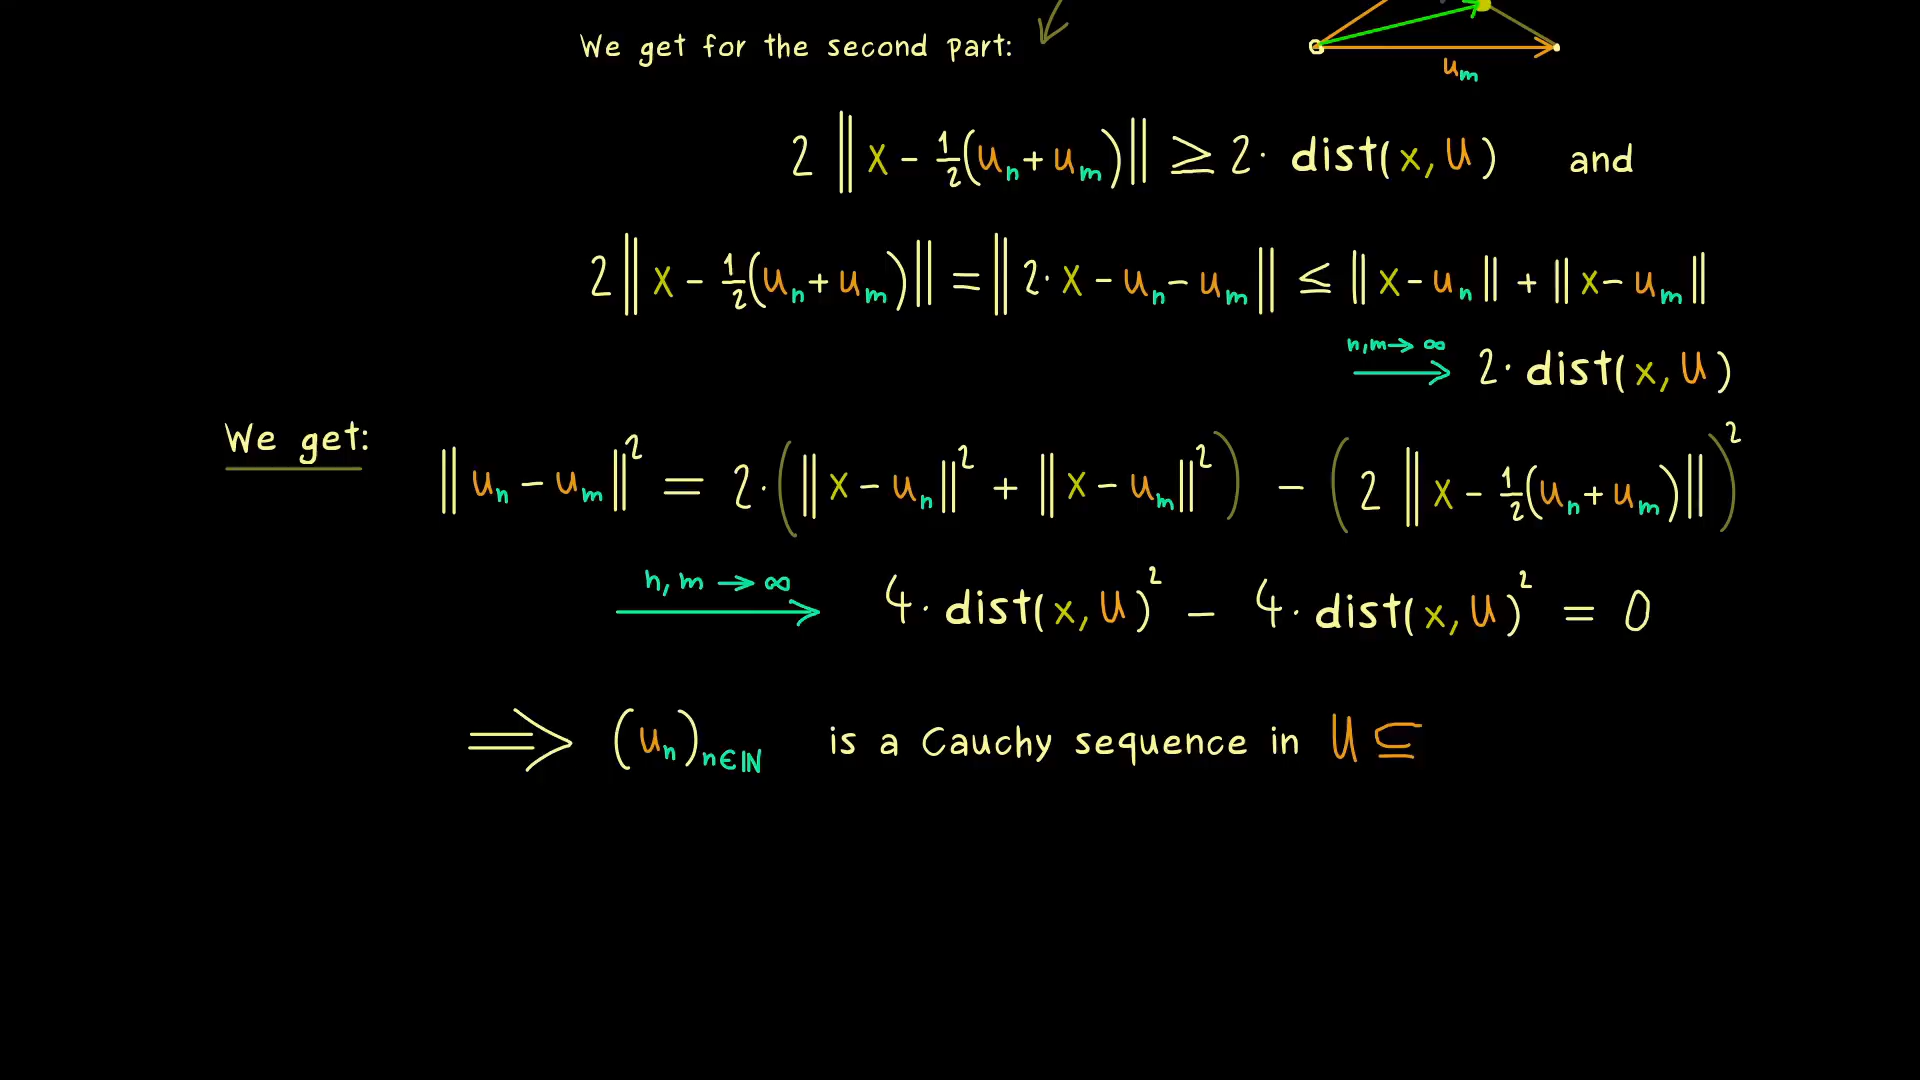 We get for the second part:
u_m
2 ‖x - ½(u_n + u_m)‖ ≥ 2 · dist(x, U) and
2 ‖x - ½(u_n + u_m)‖ = ‖2 · x - u_n - u_m‖ ≤ ‖x - u_n‖ + ‖x - u_m‖
n,m → ∞
⟶ 2 · dist(x, U)
We get:
‖u_n - u_m‖² = 2 · (‖x - u_n‖² + ‖x - u_m‖²) - (2 ‖x - ½(u_n + u_m)‖)²
n, m → ∞
⟶ 4 · dist(x, U)² - 4 · dist(x, U)² = 0
⟹ (u_n)_{n∈ℕ} is a Cauchy sequence in U ⊆